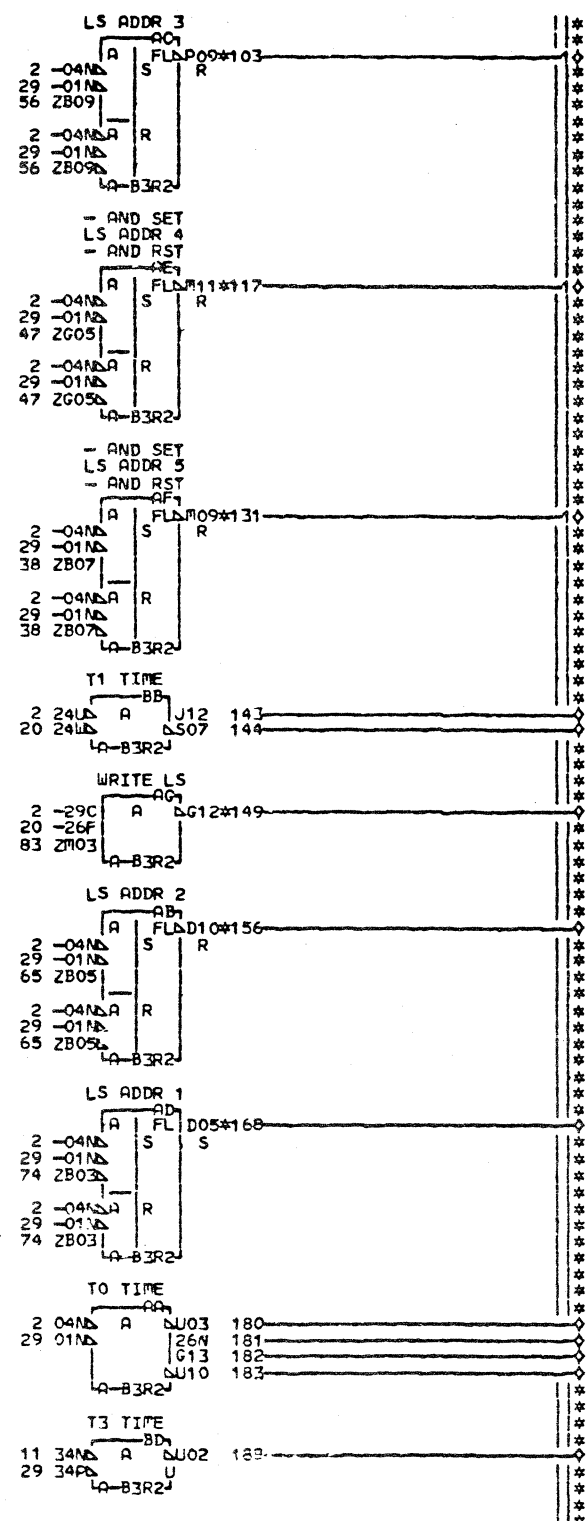 LS ADDR 3
AC
A FL P09*103
2 -04N S R
29 -01N
56 ZB09
2 -04N A R
29 -01N
56 ZB09
A-B3R2
- AND SET
LS ADDR 4
- AND RST
AE
A FL M11*117
2 -04N S R
29 -01N
47 ZG05
2 -04N A R
29 -01N
47 ZG05
A-B3R2
- AND SET
LS ADDR 5
- AND RST
AF
A FL M09*131
2 -04N S R
29 -01N
38 ZB07
2 -04N A R
29 -01N
38 ZB07
A-B3R2
T1 TIME
BB
2 24U A J12 143
20 24W S07 144
A-B3R2
WRITE LS
AG
2 -29C A G12*149
20 -26F
83 ZM03
A-B3R2
LS ADDR 2
AB
A FL D10*156
2 -04N S R
29 -01N
65 ZB05
2 -04N A R
29 -01N
65 ZB05
A-B3R2
LS ADDR 1
AD
A FL D05*168
2 -04N S S
29 -01N
74 ZB03
2 -04N A R
29 -01N
74 ZB03
A-B3R2
T0 TIME
AA
2 04N A U03 180
29 01N 26N 181
G13 182
U10 183
A-B3R2
T3 TIME
BD
11 34N A U02
29 34P U
A-B3R2